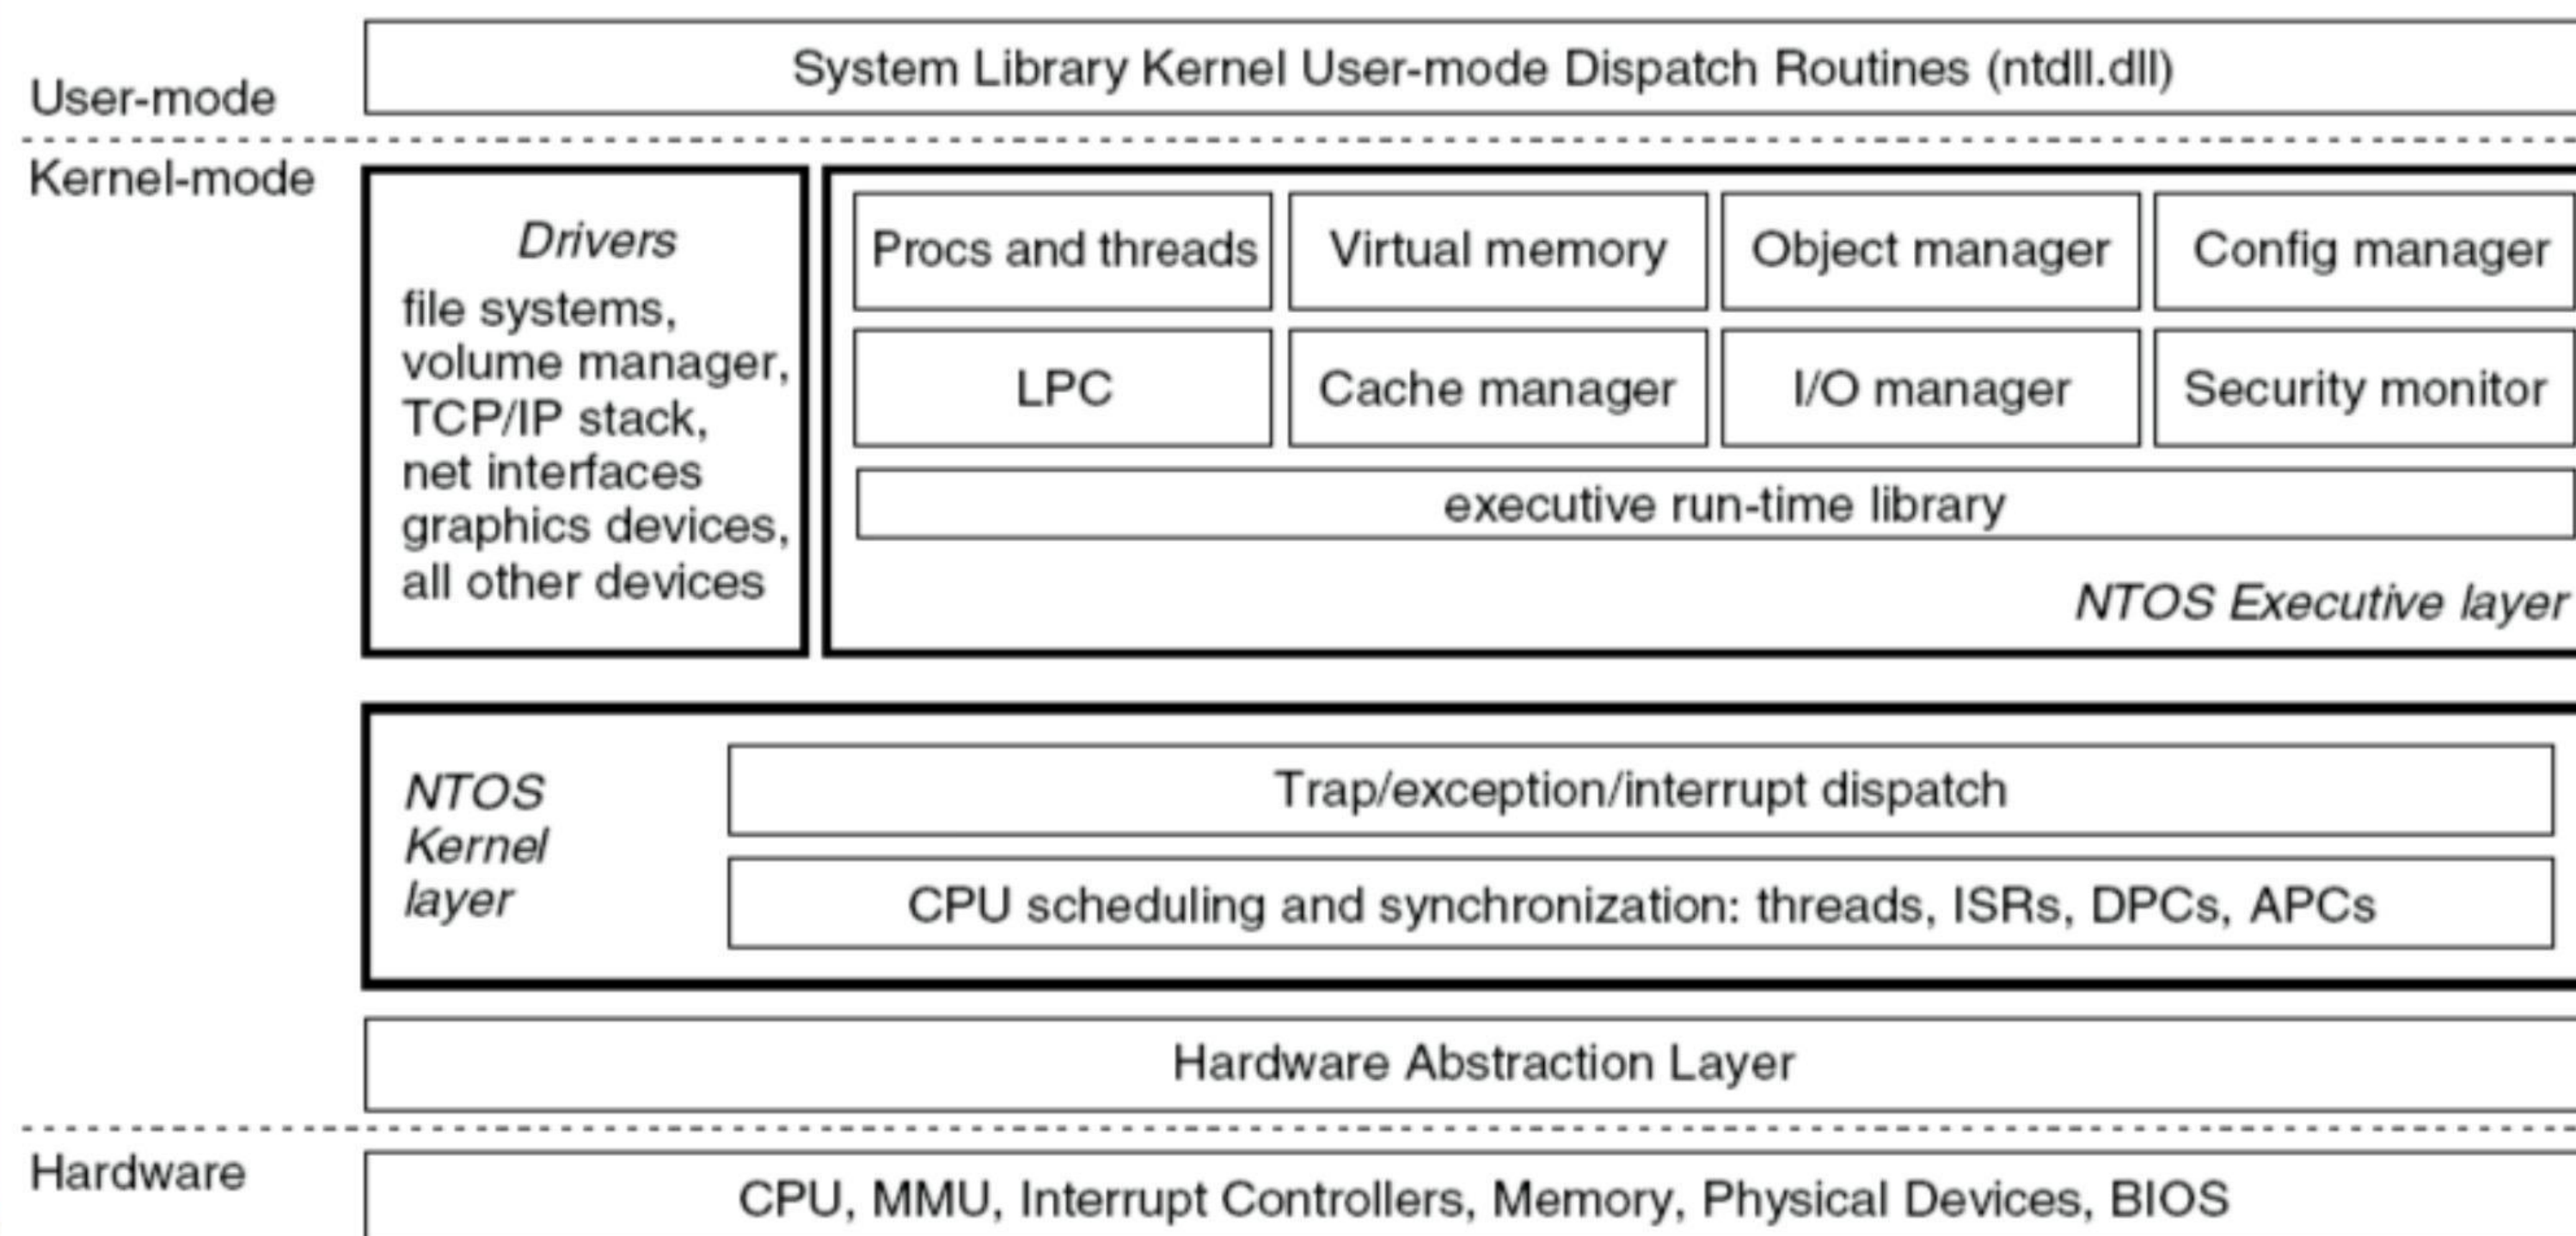 System Library Kernel User-mode Dispatch Routines (ntdll.dll)
User-mode
Kernel-mode
Drivers
file systems,
volume manager,
TCP/IP stack,
net interfaces
graphics devices,
all other devices
Procs and threads
Virtual memory
Object manager
Config manager
LPC
Cache manager
I/O manager
Security monitor
executive run-time library
NTOS Executive layer
NTOS
Kernel
layer
Trap/exception/interrupt dispatch
CPU scheduling and synchronization: threads, ISRs, DPCs, APCs
Hardware Abstraction Layer
Hardware
CPU, MMU, Interrupt Controllers, Memory, Physical Devices, BIOS